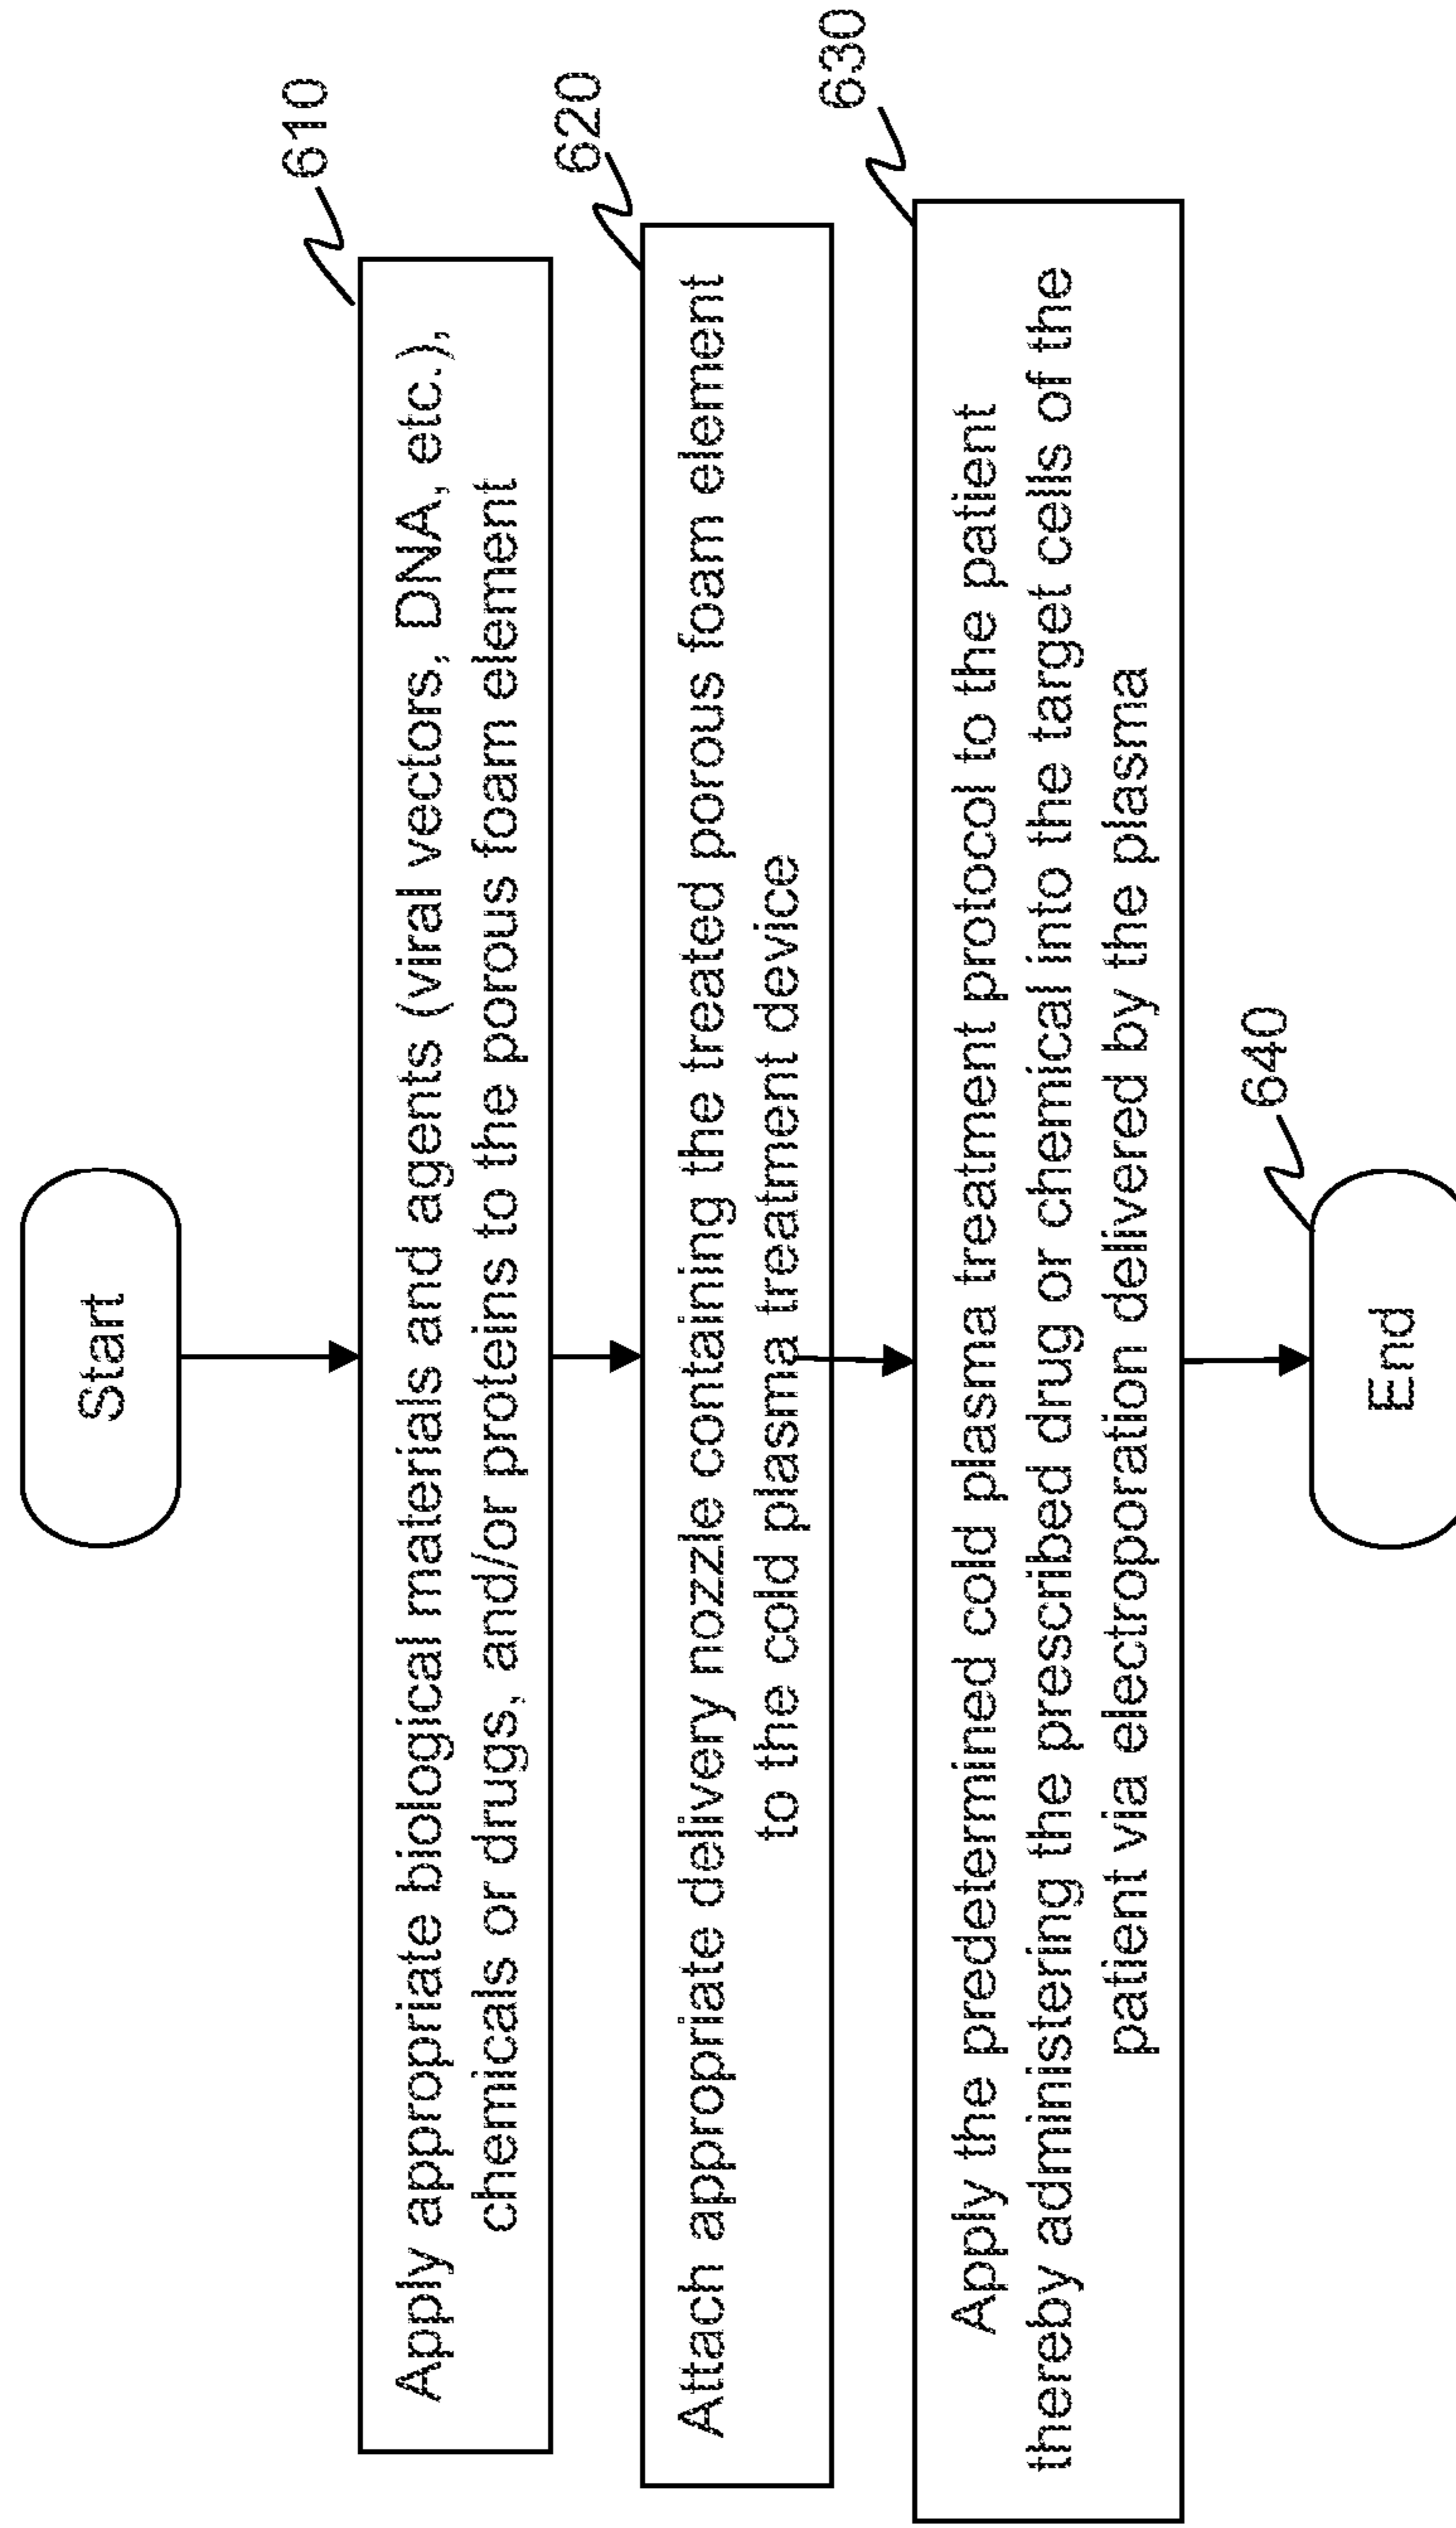 Start
610
Apply appropriate biological materials and agents (viral vectors, DNA, etc.),
chemicals or drugs, and/or proteins to the porous foam element
620
Attach appropriate delivery nozzle containing the treated porous foam element
to the cold plasma treatment device
630
Apply the predetermined cold plasma treatment protocol to the patient
thereby administering the prescribed drug or chemical into the target cells of the
patient via electroporation delivered by the plasma
640
End